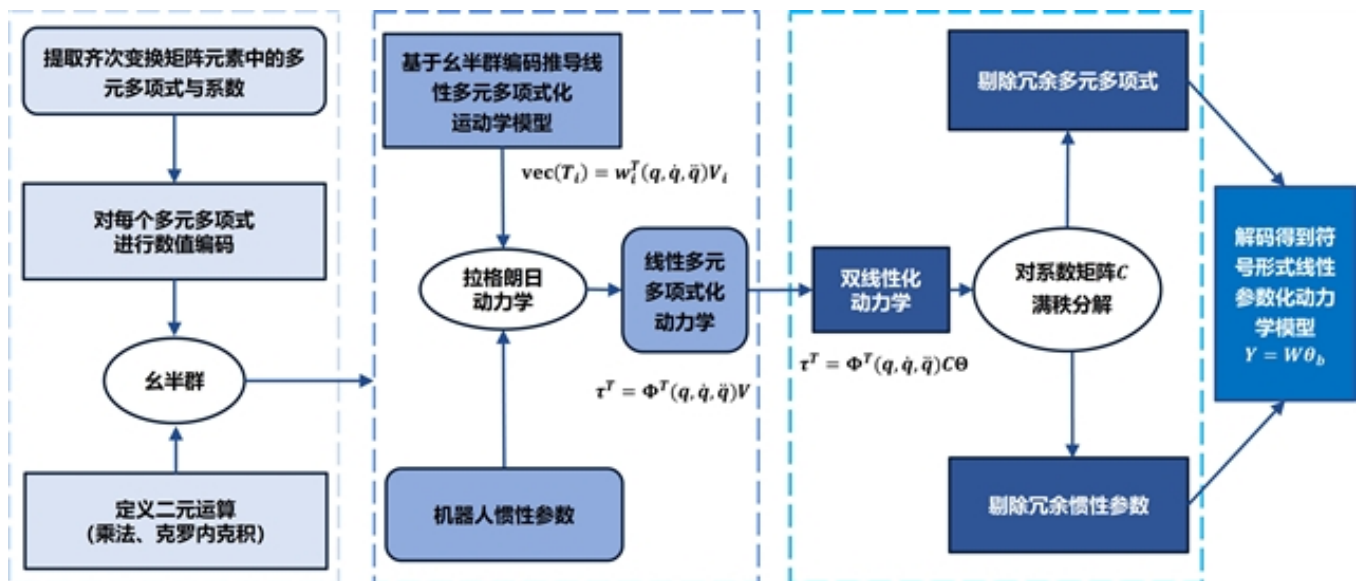 提取齐次变换矩阵元素中的多
元多项式与系数
对每个多元多项式
进行数值编码
幺半群
定义二元运算
(乘法、克罗内克积)
基于幺半群编码推导线
性多元多项式化
运动学模型
vec(T_i) = w_i^T(q, q̇, q̈)V_i
拉格朗日
动力学
线性多元
多项式化
动力学
τ^T = Φ^T(q, q̇, q̈)V
机器人惯性参数
双线性化
动力学
τ^T = Φ^T(q, q̇, q̈)CΘ
剔除冗余多元多项式
对系数矩阵C
满秩分解
剔除冗余惯性参数
解码得到符
号形式线性
参数化动力
学模型
Y = Wθ_b